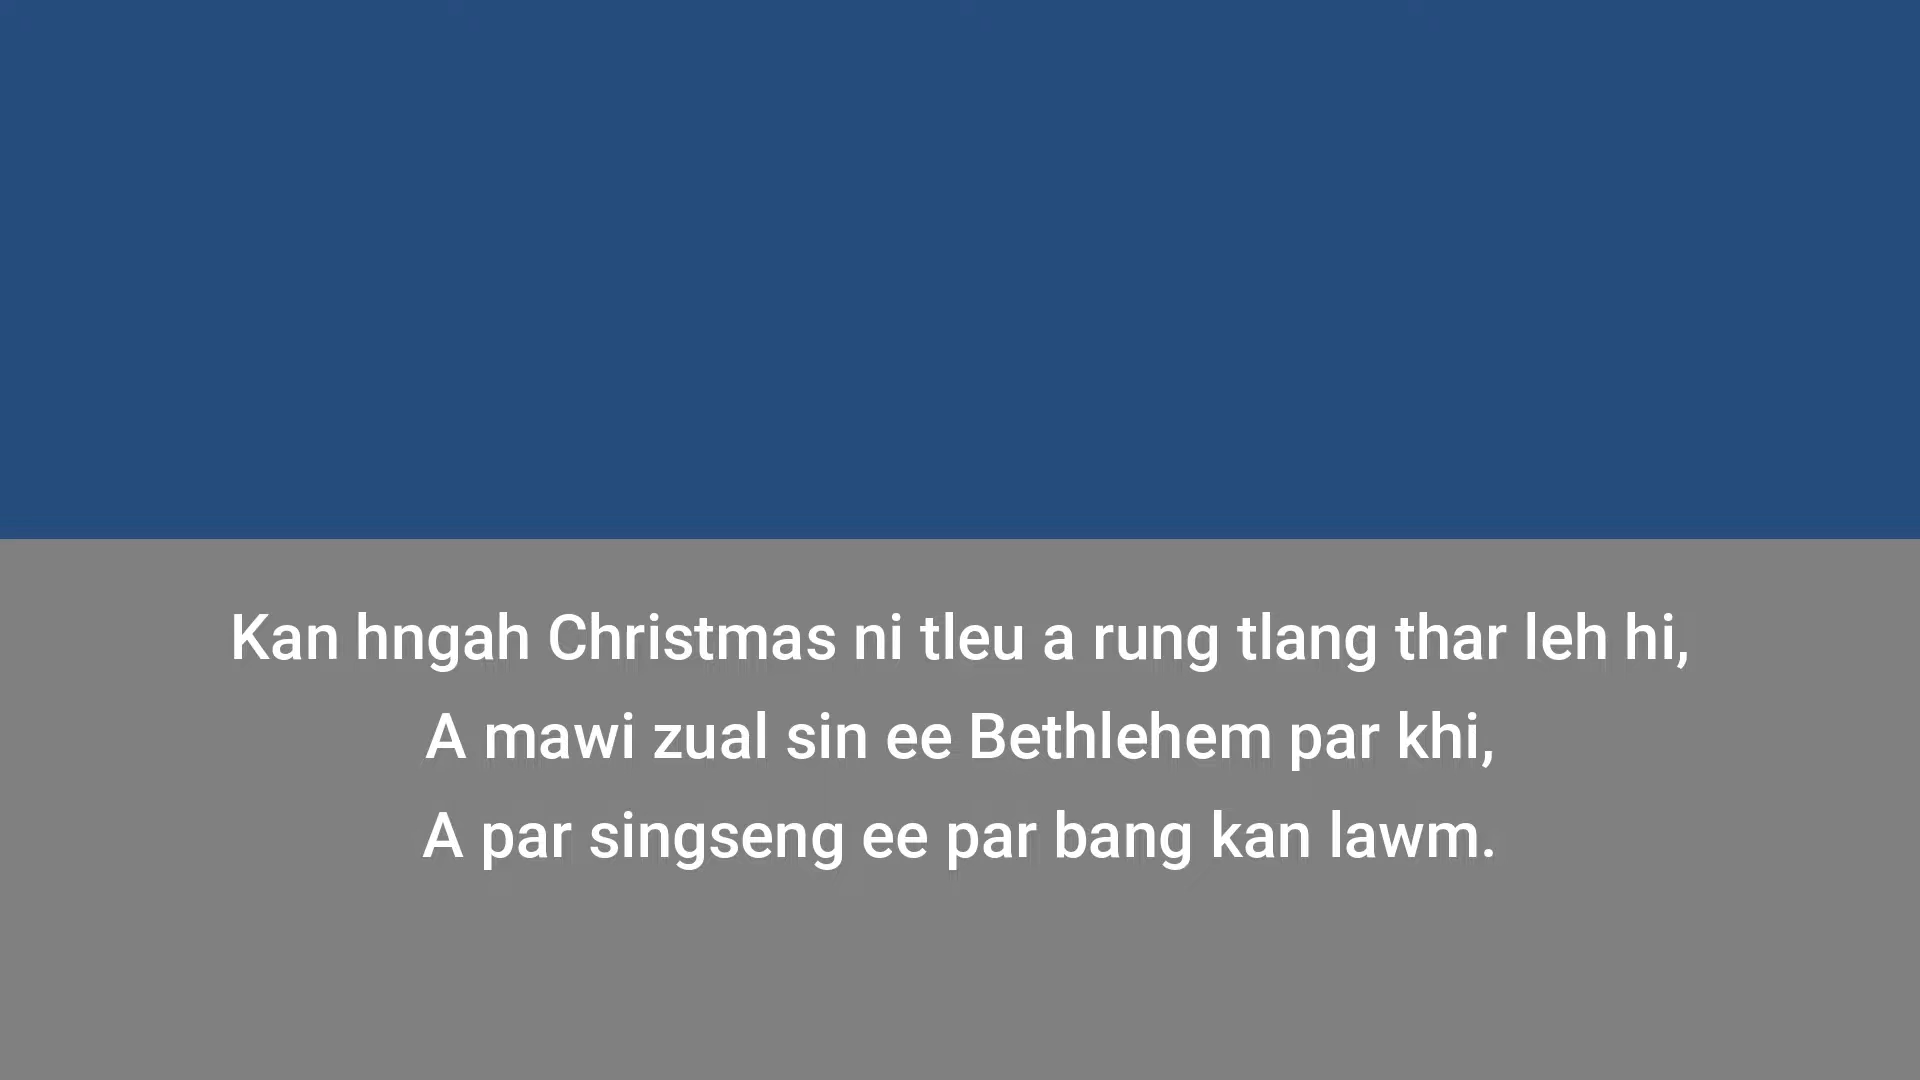 Kan hngah Christmas ni tleu a rung tlang thar leh hi,
A mawi zual sin ee Bethlehem par khi,
A par singseng ee par bang kan lawm.